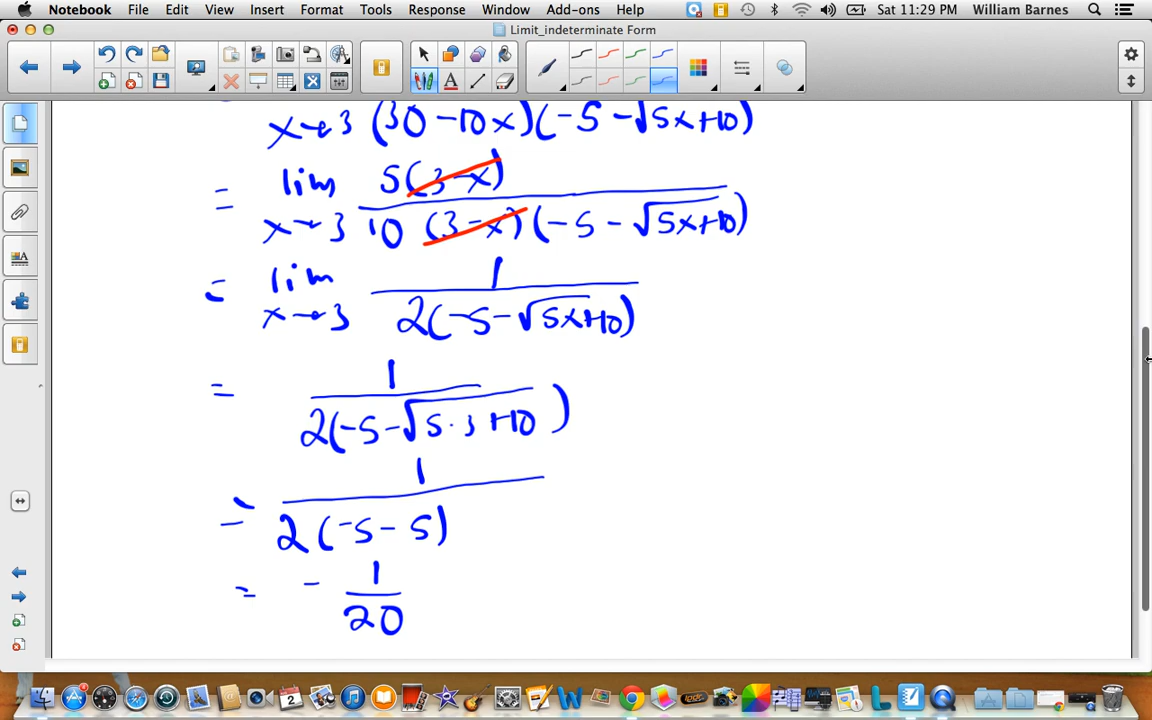 Notebook File Edit View Insert Format Tools Resources Window Add-ons Help Sat 11:29 PM William Barnes
Limit_indeterminate Form
x→3 (30-10x)(-5-√5x+10)
= lim 5(3-x)
x→3 10 (3-x)(-5-√5x+10)
= lim 1
x→3 2(-5-√5x+10)
= 1
2(-5-√5·3+10)
1
= 2(-5-5)
= - 1
20